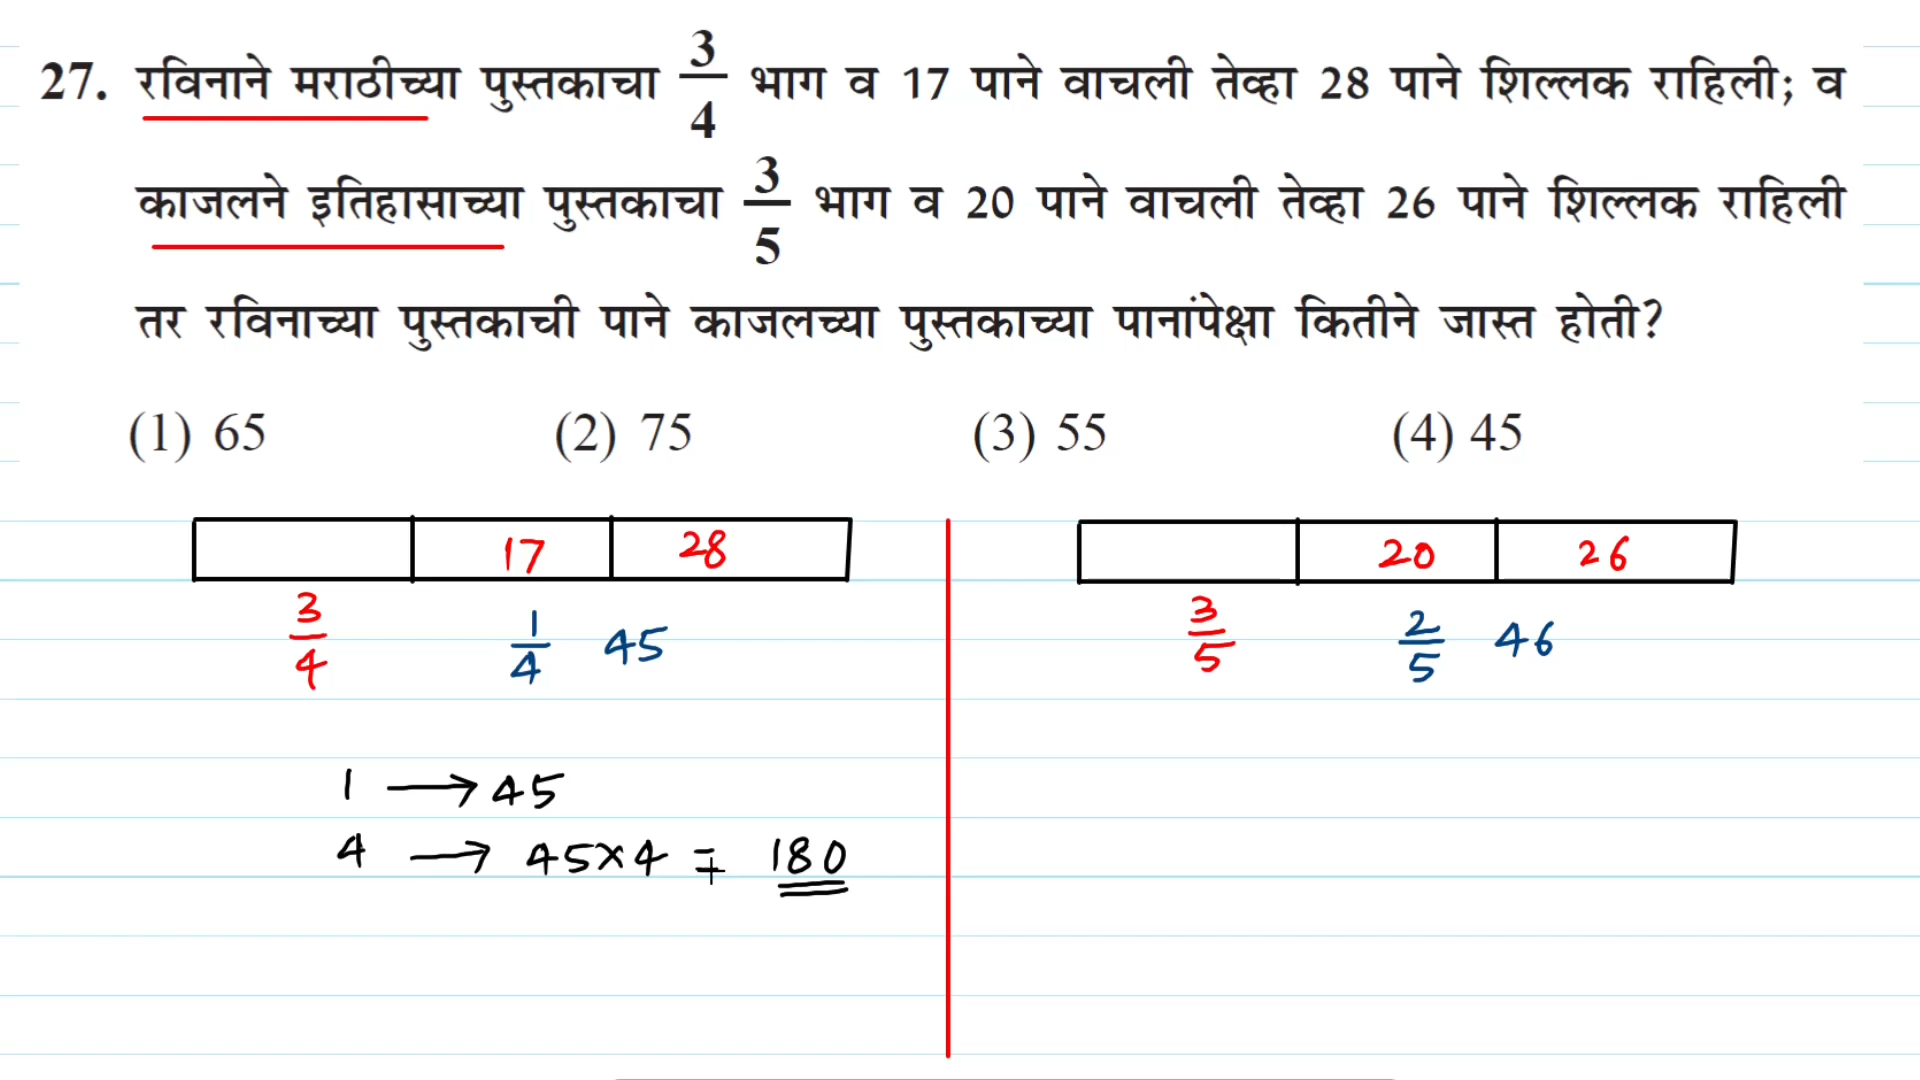 27. रविनाने मराठीच्या पुस्तकाचा 3/4 भाग व 17 पाने वाचली तेव्हा 28 पाने शिल्लक राहिली; व
काजलने इतिहासाच्या पुस्तकाचा 3/5 भाग व 20 पाने वाचली तेव्हा 26 पाने शिल्लक राहिली
तर रविनाच्या पुस्तकाची पाने काजलच्या पुस्तकाच्या पानांपेक्षा कितीने जास्त होती?
(1) 65 (2) 75 (3) 55 (4) 45
17 28
3/4 1/4 45
1 → 45
4 → 45×4 = 180
20 26
3/5 2/5 46